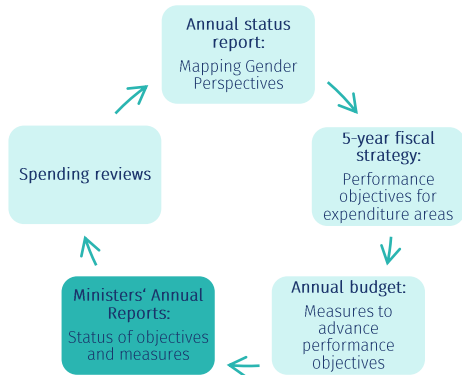 Annual status
report:
Mapping Gender
Perspectives
5-year fiscal
strategy:
Performance
objectives for
expenditure areas
Annual budget:
Measures to
advance
performance
objectives
Ministers‘ Annual
Reports:
Status of objectives
and measures
Spending reviews